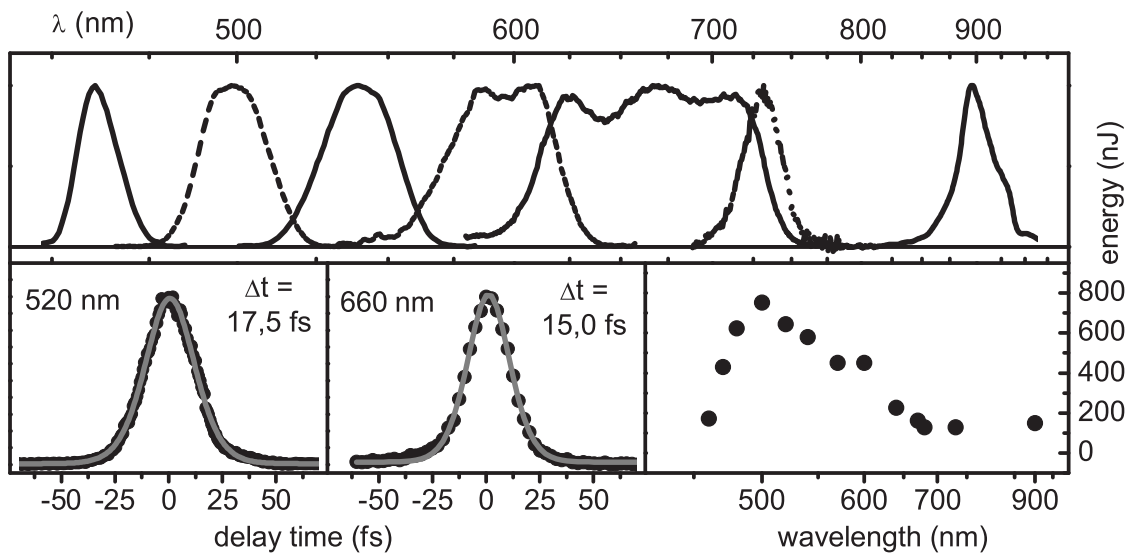 λ (nm)
500 600 700 800 900
energy (nJ)
520 nm
Δt =
17,5 fs
660 nm
Δt =
15,0 fs
800
600
400
200
0
-50 -25 0 25 50
-50 -25 0 25 50
500 600 700 900
delay time (fs)
wavelength (nm)